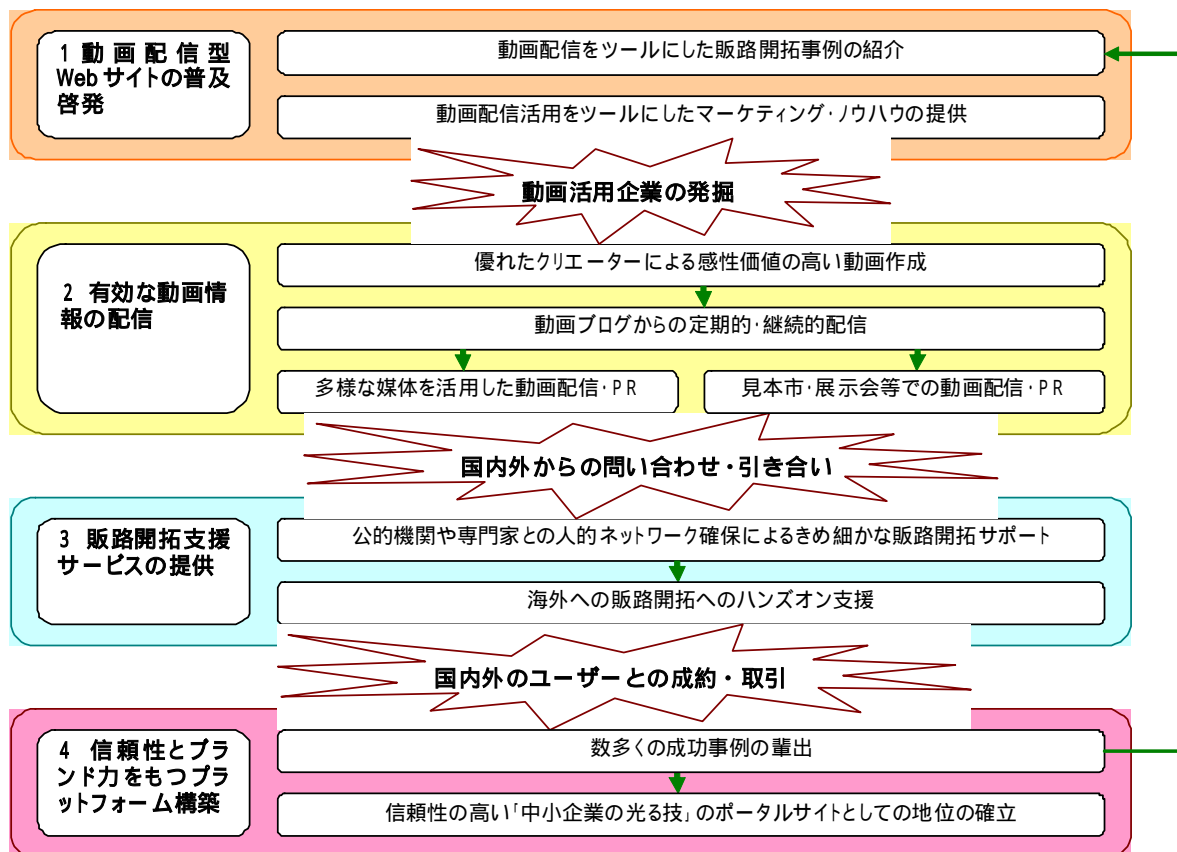 1 動画配信型
Webサイトの普及
啓発
動画配信をツールにした販路開拓事例の紹介
動画配信活用をツールにしたマーケティング・ノウハウの提供
動画活用企業の発掘
2 有効な動画情
報の配信
優れたクリエーターによる感性価値の高い動画作成
動画ブログからの定期的・継続的配信
多様な媒体を活用した動画配信・PR
見本市・展示会等での動画配信・PR
国内外からの問い合わせ・引き合い
3 販路開拓支援
サービスの提供
公的機関や専門家との人的ネットワーク確保によるきめ細かな販路開拓サポート
海外への販路開拓へのハンズオン支援
国内外のユーザーとの成約・取引
4 信頼性とブラ
ンド力をもつプラ
ットフォーム構築
数多くの成功事例の輩出
信頼性の高い「中小企業の光る技」のポータルサイトとしての地位の確立